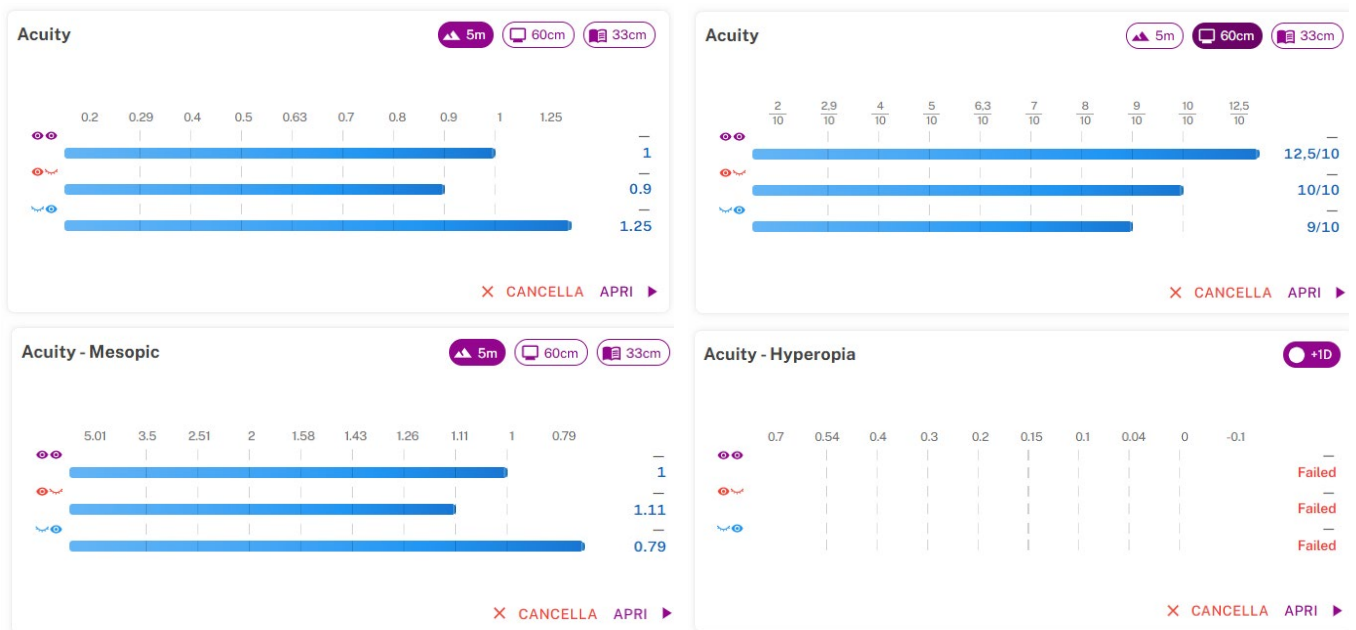 Acuity 5m 60cm 33cm
0.2 0.29 0.4 0.5 0.63 0.7 0.8 0.9 1 1.25
—
1
—
0.9
—
1.25
× CANCELLA APRI
Acuity 5m 60cm 33cm
2/10 2,9/10 4/10 5/10 6,3/10 7/10 8/10 9/10 10/10 12,5/10
—
12,5/10
—
10/10
—
9/10
× CANCELLA APRI
Acuity - Mesopic 5m 60cm 33cm
5.01 3.5 2.51 2 1.58 1.43 1.26 1.11 1 0.79
—
1
—
1.11
—
0.79
× CANCELLA APRI
Acuity - Hyperopia +1D
0.7 0.54 0.4 0.3 0.2 0.15 0.1 0.04 0 -0.1
—
Failed
—
Failed
—
Failed
× CANCELLA APRI